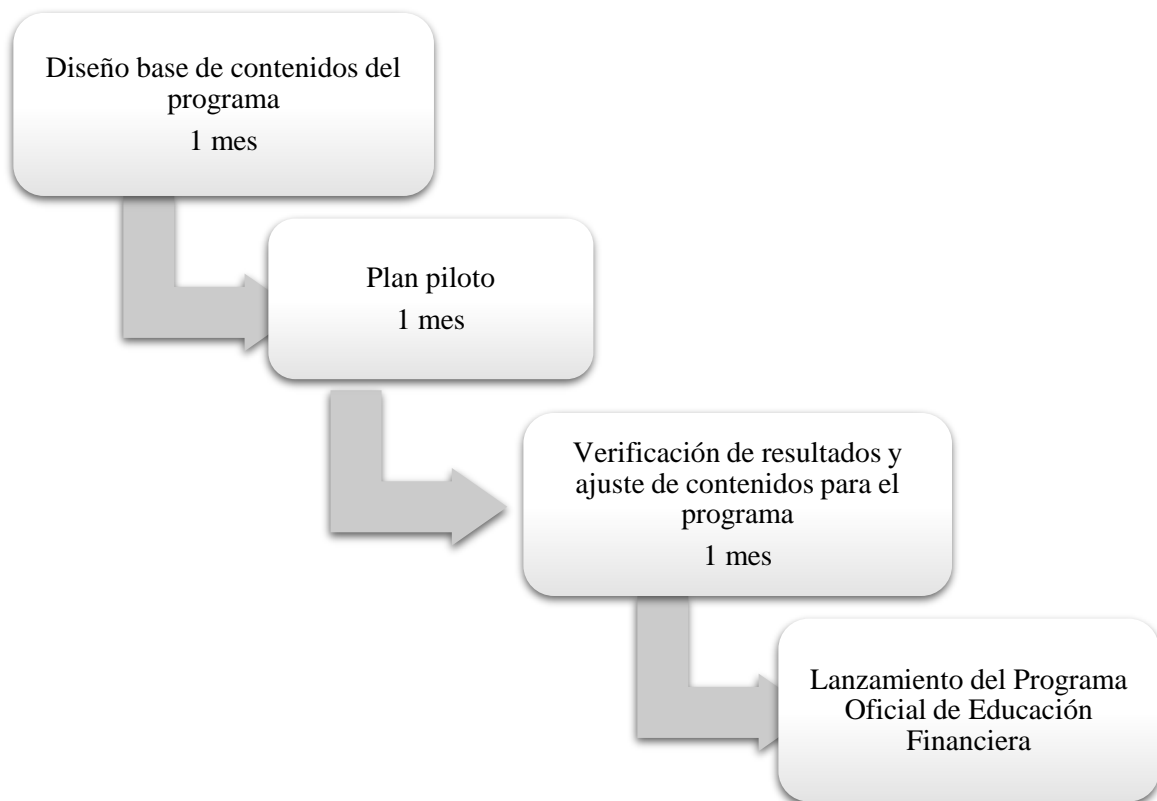 Diseño base de contenidos del
programa
1 mes
Plan piloto
1 mes
Verificación de resultados y
ajuste de contenidos para el
programa
1 mes
Lanzamiento del Programa
Oficial de Educación
Financiera